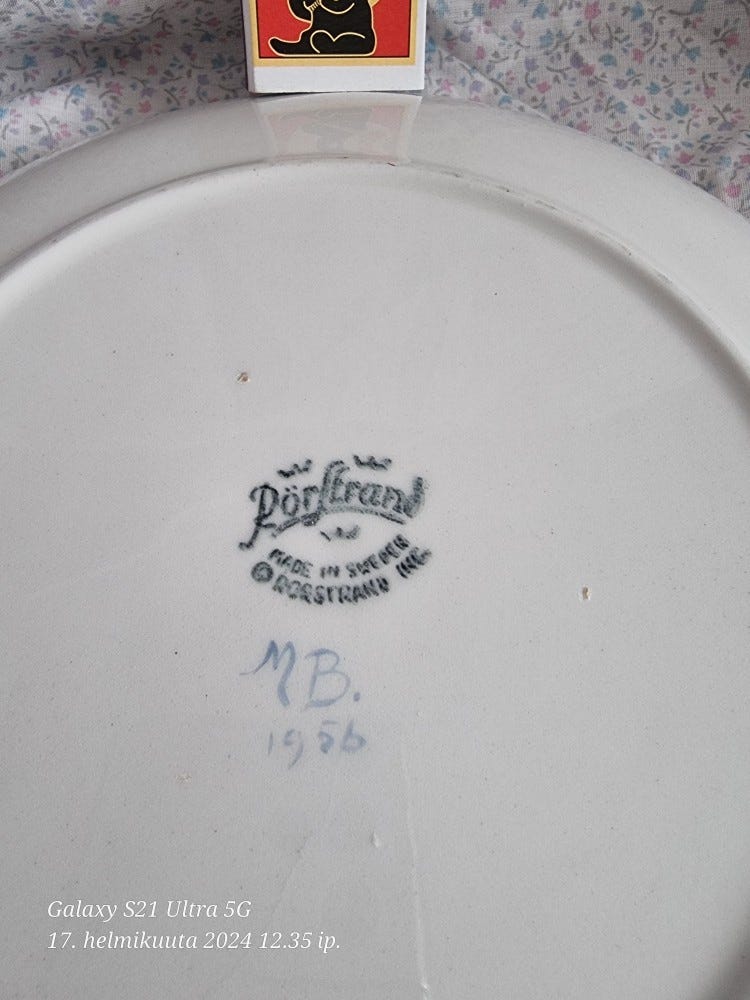 Rörstrand
MADE IN SWEDEN
© RORSTRAND INC.
MB.
1956
Galaxy S21 Ultra 5G
17. helmikuuta 2024 12.35 ip.